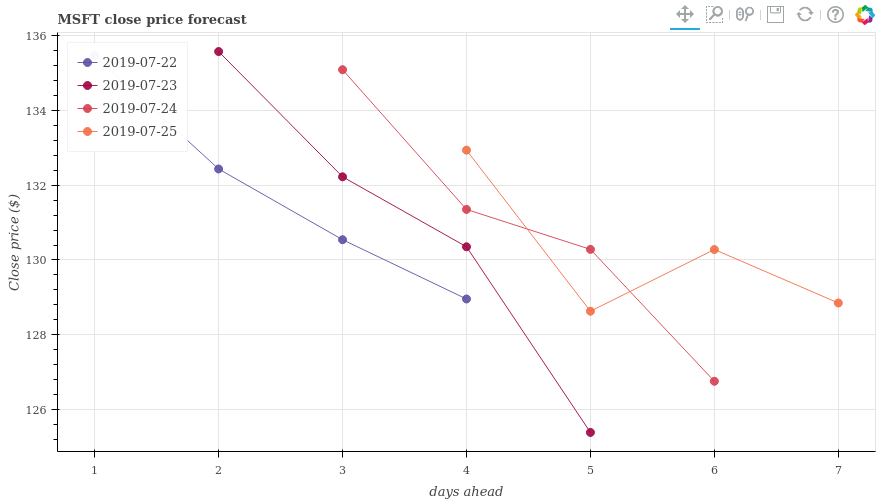 MSFT close price forecast
136
134
132
130
128
126
Close price ($)
2019-07-22
2019-07-23
2019-07-24
2019-07-25
1 2 3 4 5 6 7
days ahead